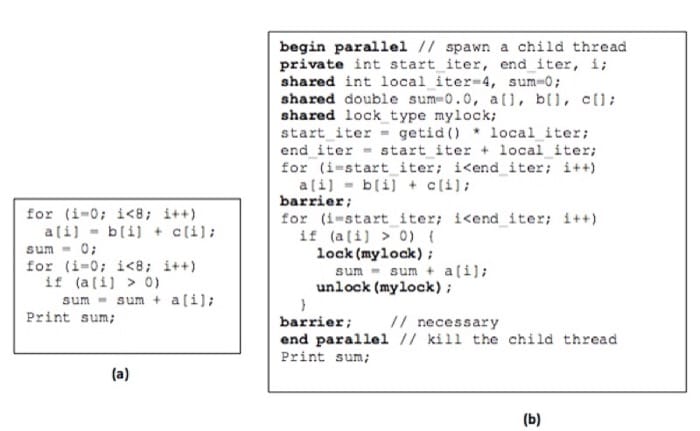 for (i=0; i<8; i++)
a[i] = b[i] + c[i];
sum = 0;
for (i=0; i<8; i++)
if (a[i] > 0)
sum = sum + a[i];
Print sum;
(a)
begin parallel // spawn a child thread
private int start_iter, end_iter, i;
shared int local_iter=4, sum=0;
shared double sum=0.0, a[], b[], c[];
shared lock_type mylock;
start_iter = getid() * local_iter;
end_iter = start_iter + local_iter;
for (i=start_iter; i<end_iter; i++)
a[i] = b[i] + c[i];
barrier;
for (i=start_iter; i<end_iter; i++)
if (a[i] > 0) {
lock(mylock);
sum = sum + a[i];
unlock(mylock);
}
barrier; // necessary
end parallel // kill the child thread
Print sum;
(b)